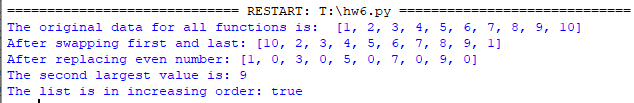 ============================== RESTART: T:\hw6.py ==============================
The original data for all functions is:  [1, 2, 3, 4, 5, 6, 7, 8, 9, 10]
After swapping first and last: [10, 2, 3, 4, 5, 6, 7, 8, 9, 1]
After replacing even number: [1, 0, 3, 0, 5, 0, 7, 0, 9, 0]
The second largest value is: 9
The list is in increasing order: true